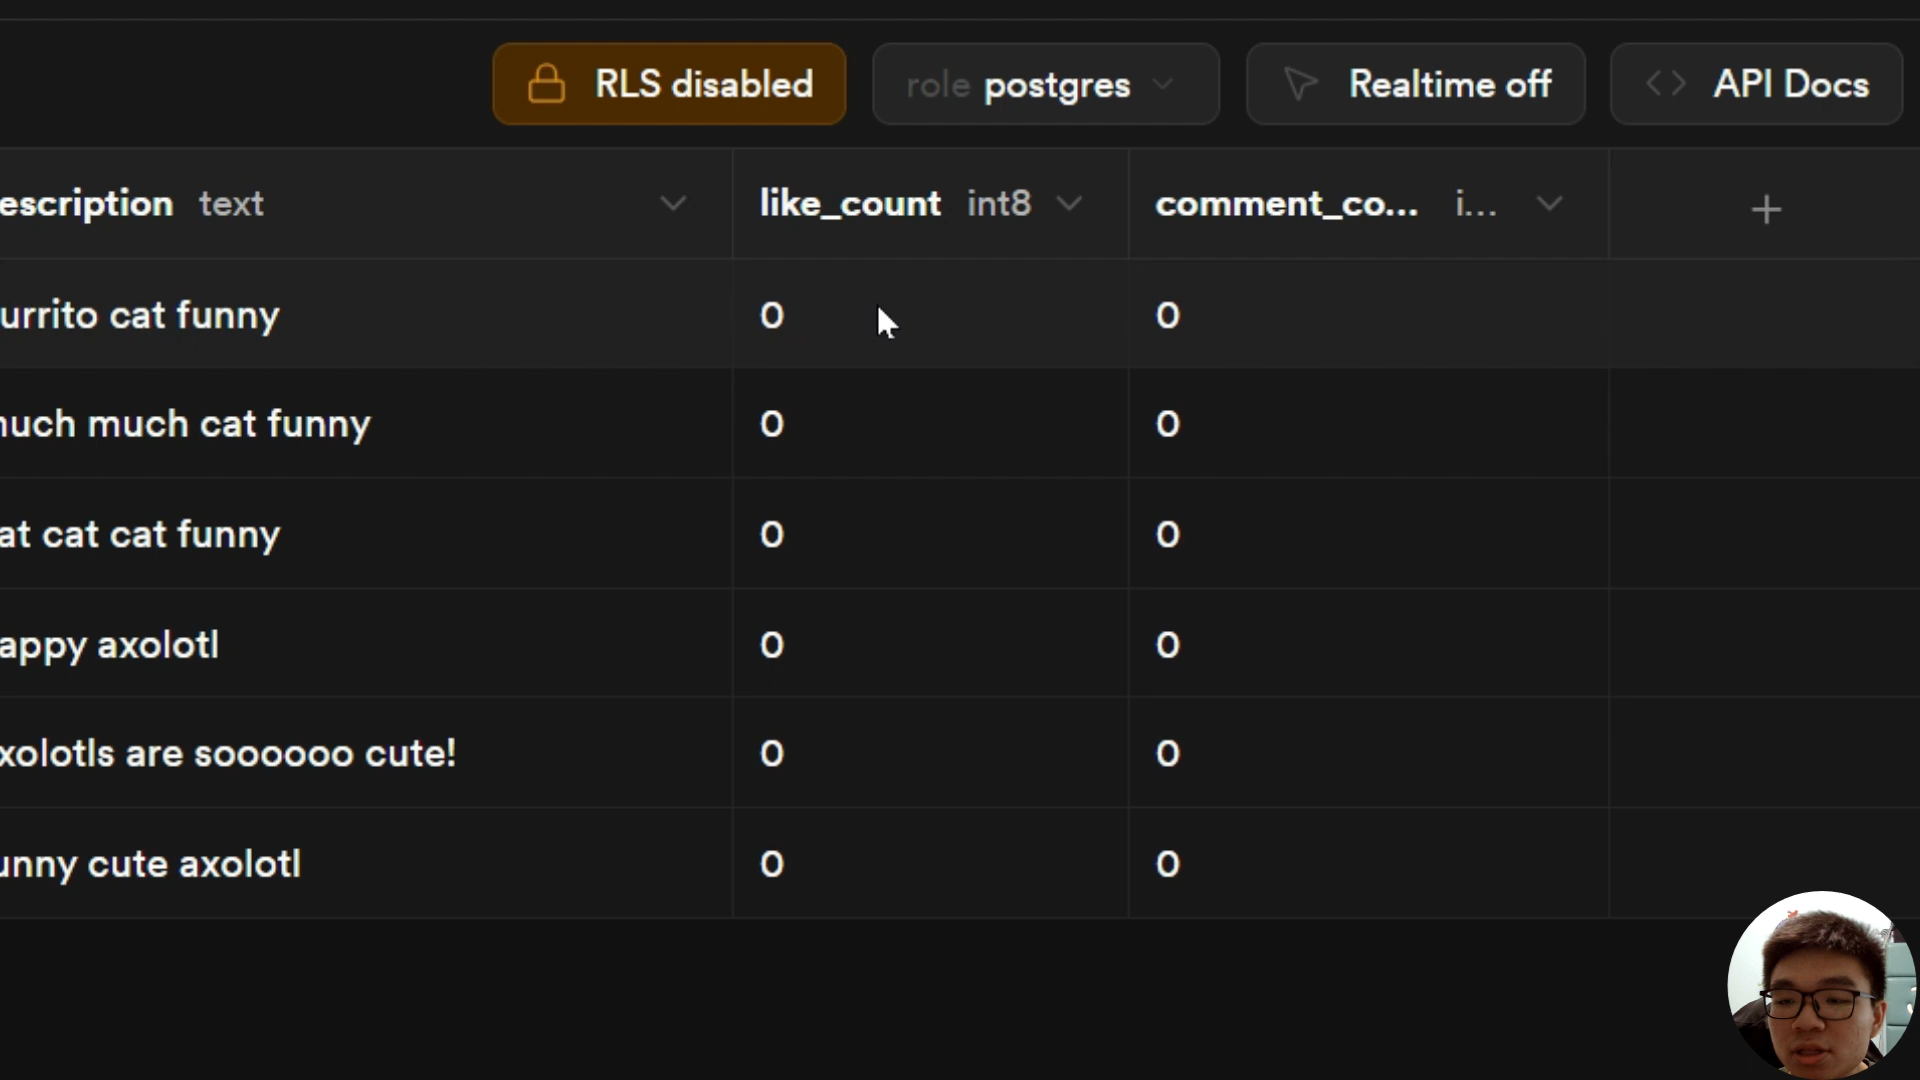 RLS disabled role postgres Realtime off API Docs
escription text like_count int8 comment_co... i...
urrito cat funny 0 0
uch much cat funny 0 0
at cat cat funny 0 0
appy axolotl 0 0
xolotls are soooooo cute! 0 0
unny cute axolotl 0 0